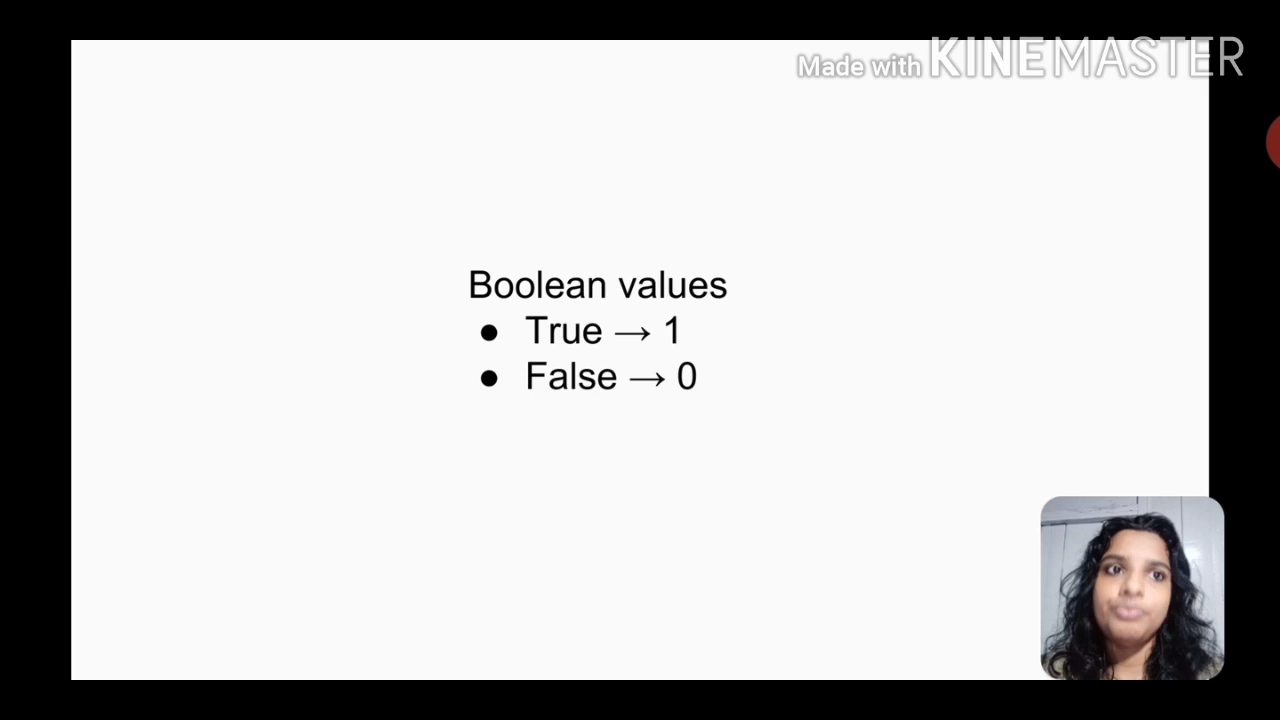 Made with KINEMASTER
Boolean values
● True → 1
● False → 0